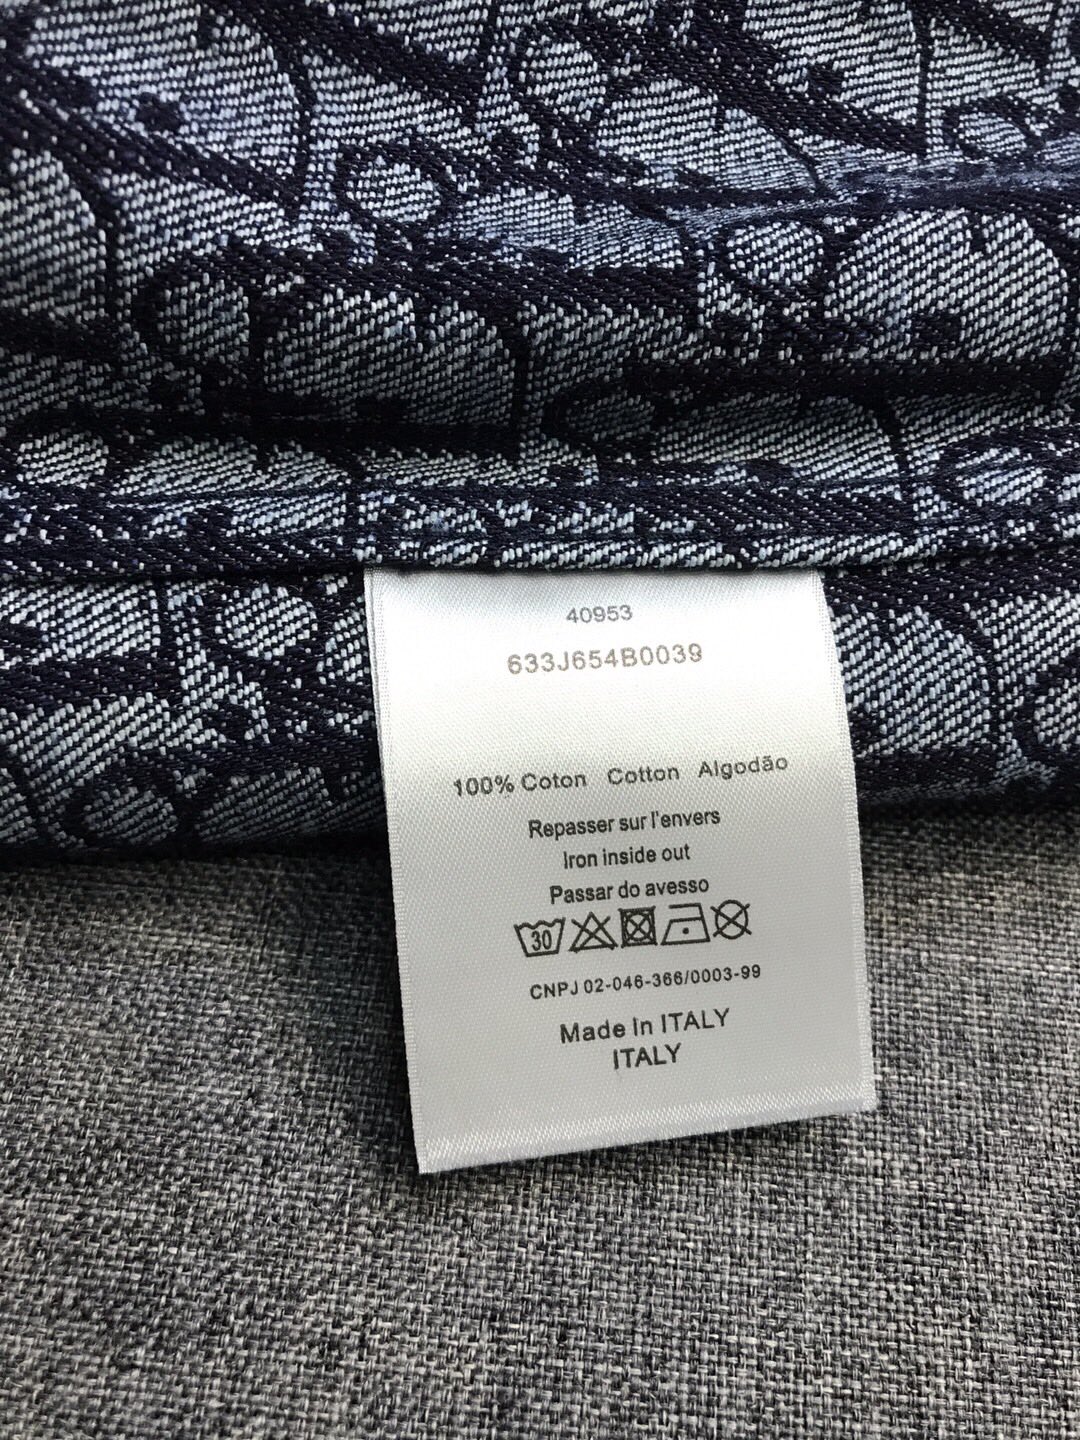 40953
633J654B0039
100% Coton Cotton Algodão
Repasser sur l'envers
Iron inside out
Passar do avesso
30
CNPJ 02-046-366/0003-99
Made In ITALY
ITALY